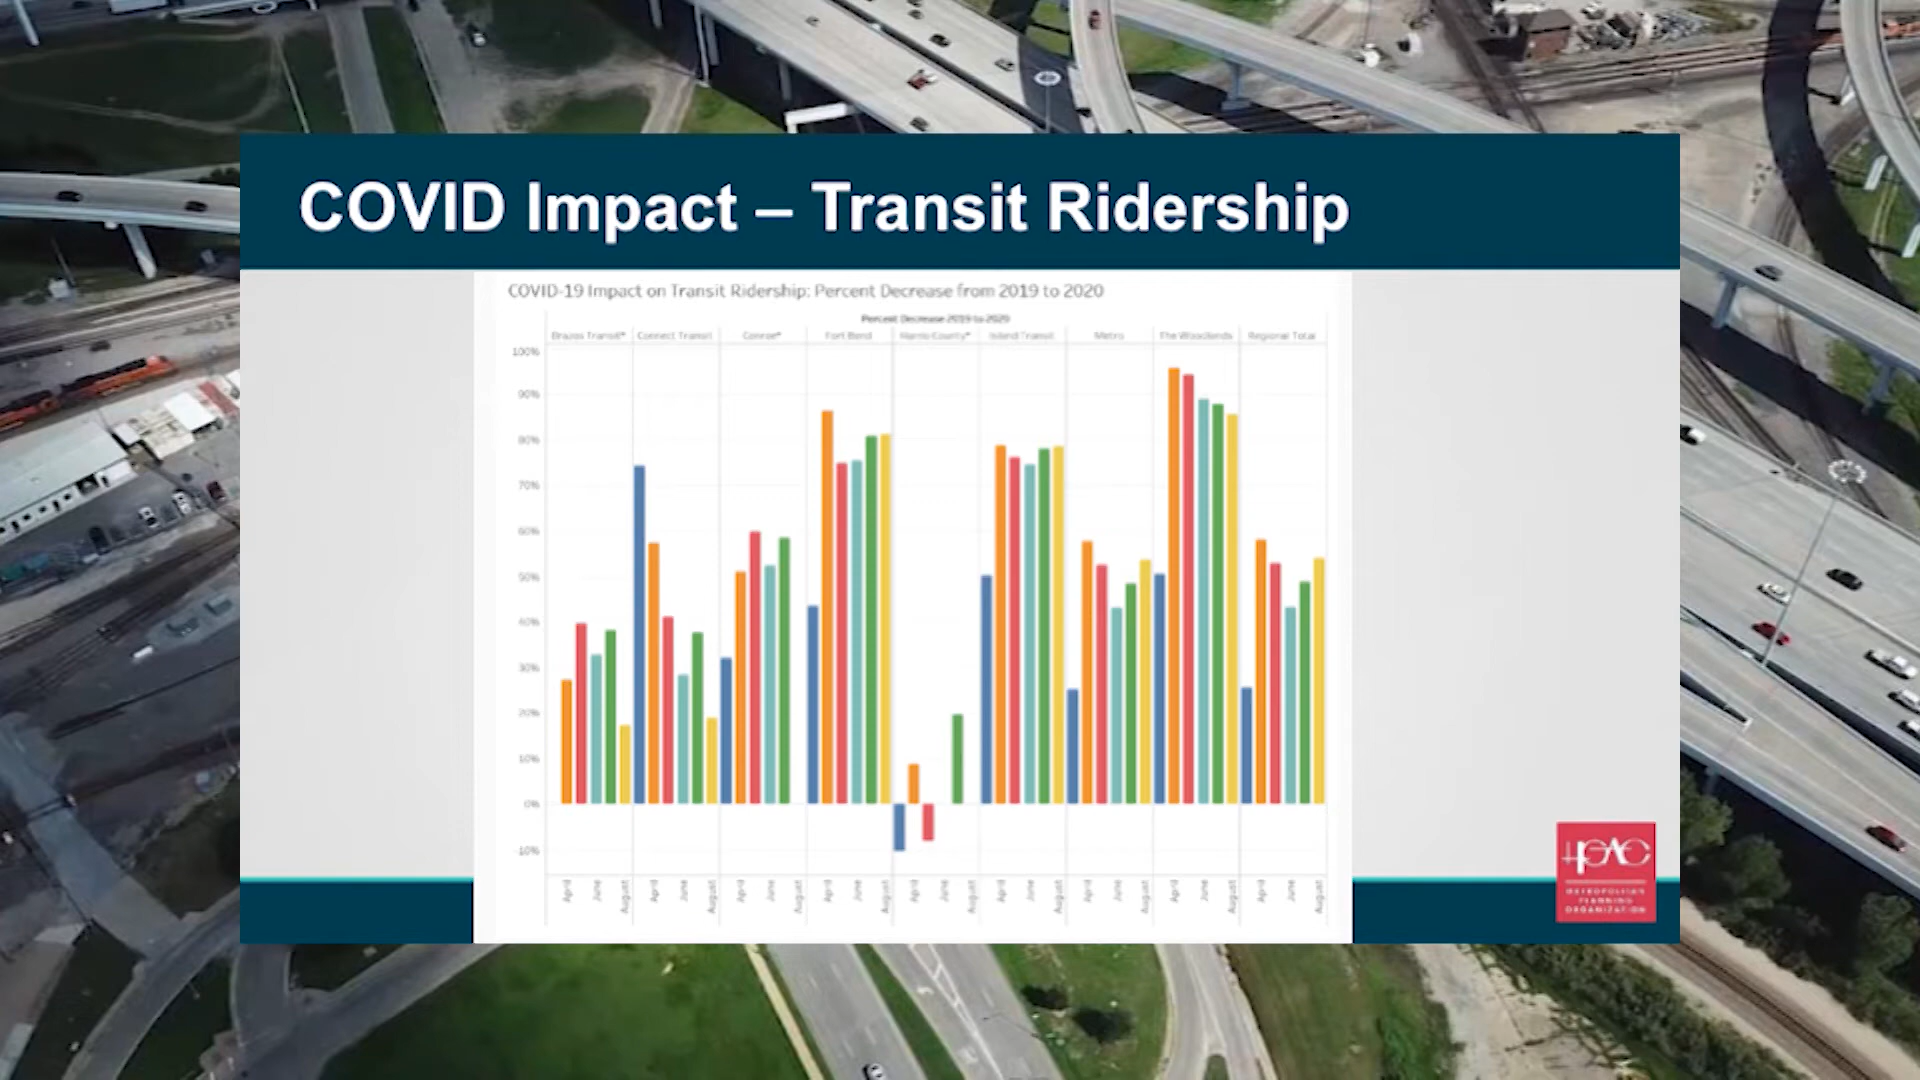 COVID Impact – Transit Ridership
COVID-19 Impact on Transit Ridership: Percent Decrease from 2019 to 2020
Percent Decrease 2019 to 2020
Brazos Transit* Connect Transit Conroe* Fort Bend Harris County* Island Transit Metro The Woodlands Regional Total
100%
90%
80%
70%
60%
50%
40%
30%
20%
10%
0%
-10%
April June August April June August April June August April June August April June August April June August April June August April June August April June August
METROPOLITAN
PLANNING
ORGANIZATION